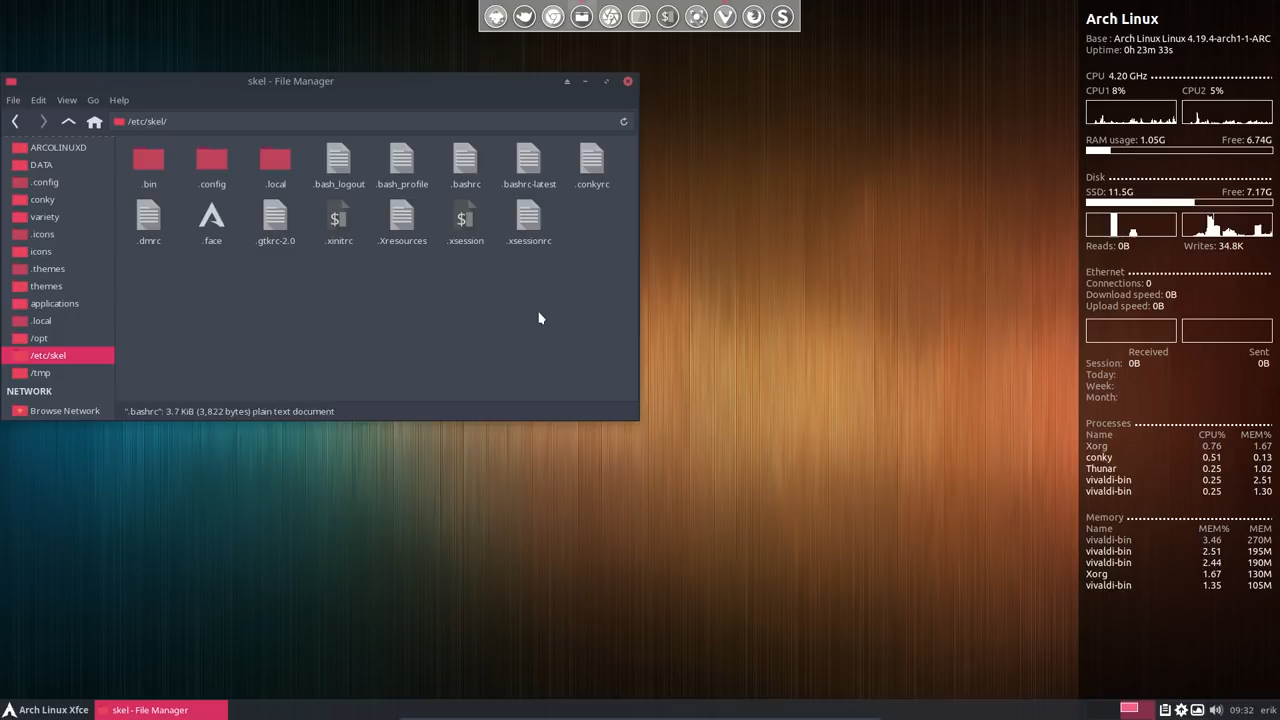 skel - File Manager
File Edit View Go Help
/etc/skel/
ARCOLINUXD
DATA
.config
conky
variety
.icons
icons
.themes
themes
applications
.local
/opt
/etc/skel
/tmp
NETWORK
Browse Network
.bin .config .local .bash_logout .bash_profile .bashrc .bashrc-latest .conkyrc
.dmrc .face .gtkrc-2.0 .xinitrc .Xresources .xsession .xsessionrc
".bashrc": 3.7 KiB (3,822 bytes) plain text document
Arch Linux
Base : Arch Linux Linux 4.19.4-arch1-1-ARC
Uptime: 0h 23m 33s
CPU 4.20 GHz
CPU1 8% CPU2 5%
RAM usage: 1.05G Free: 6.74G
Disk
SSD: 11.5G Free: 7.17G
Reads: 0B Writes: 34.8K
Ethernet
Connections: 0
Download speed: 0B
Upload speed: 0B
Received Sent
Session: 0B 0B
Today:
Week:
Month:
Processes
Name CPU% MEM%
Xorg 0.76 1.67
conky 0.51 0.13
Thunar 0.25 1.02
vivaldi-bin 0.25 2.51
vivaldi-bin 0.25 1.30
Memory
Name MEM% MEM
vivaldi-bin 3.46 270M
vivaldi-bin 2.51 195M
vivaldi-bin 2.44 190M
Xorg 1.67 130M
vivaldi-bin 1.35 105M
Arch Linux Xfce skel - File Manager 09:32 erik